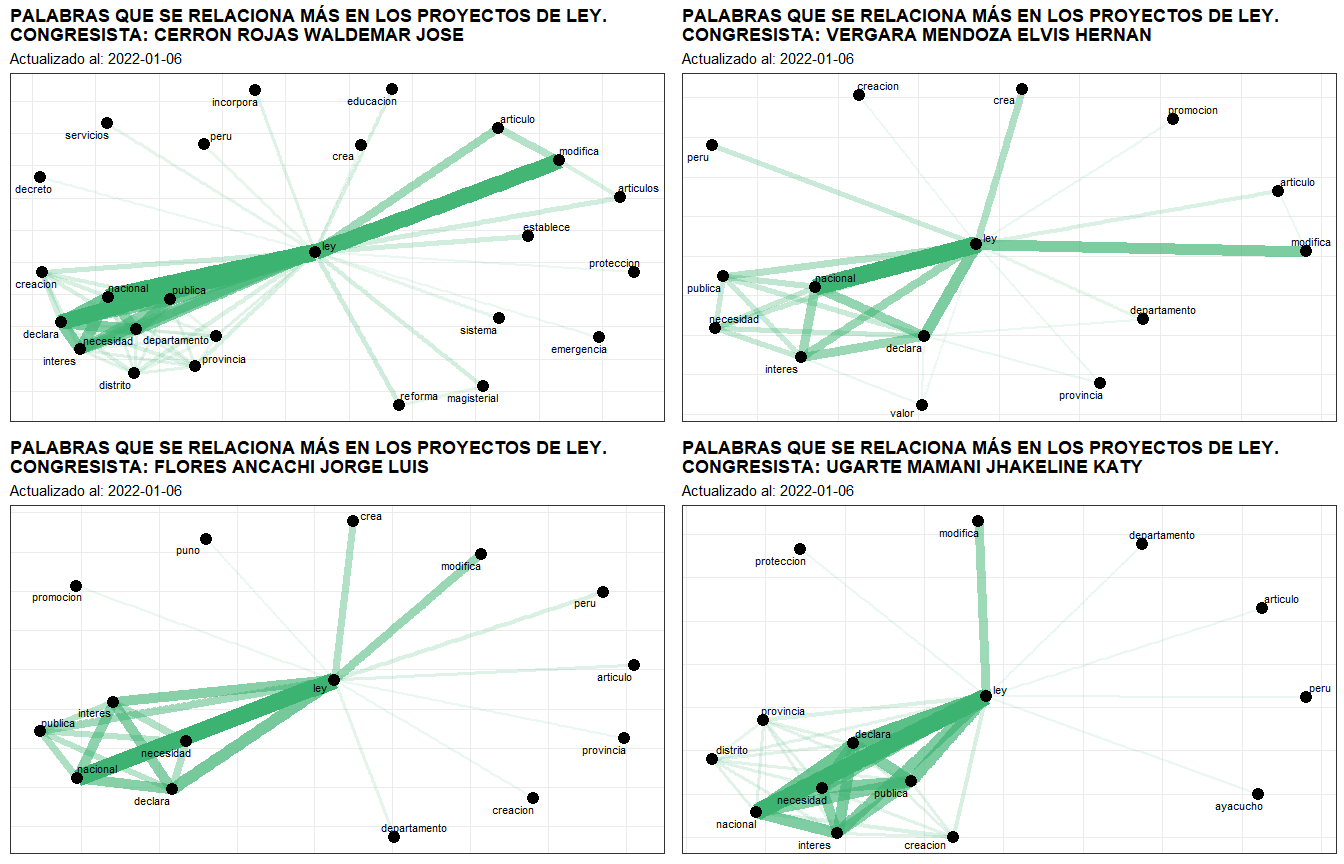 PALABRAS QUE SE RELACIONA MÁS EN LOS PROYECTOS DE LEY.
CONGRESISTA: CERRON ROJAS WALDEMAR JOSE
Actualizado al: 2022-01-06
incorpora
educacion
articulo
servicios
peru
crea
modifica
decreto
articulos
establece
ley
proteccion
creacion
nacional
publica
declara
necesidad
departamento
sistema
emergencia
interes
provincia
distrito
reforma
magisterial
PALABRAS QUE SE RELACIONA MÁS EN LOS PROYECTOS DE LEY.
CONGRESISTA: VERGARA MENDOZA ELVIS HERNAN
Actualizado al: 2022-01-06
creacion
crea
promocion
peru
articulo
ley
modifica
nacional
publica
necesidad
departamento
declara
interes
provincia
valor
PALABRAS QUE SE RELACIONA MÁS EN LOS PROYECTOS DE LEY.
CONGRESISTA: FLORES ANCACHI JORGE LUIS
Actualizado al: 2022-01-06
crea
puno
modifica
promocion
peru
articulo
ley
interes
publica
necesidad
provincia
nacional
declara
creacion
departamento
PALABRAS QUE SE RELACIONA MÁS EN LOS PROYECTOS DE LEY.
CONGRESISTA: UGARTE MAMANI JHAKELINE KATY
Actualizado al: 2022-01-06
modifica
departamento
proteccion
articulo
ley
peru
provincia
declara
distrito
publica
necesidad
ayacucho
nacional
interes
creacion